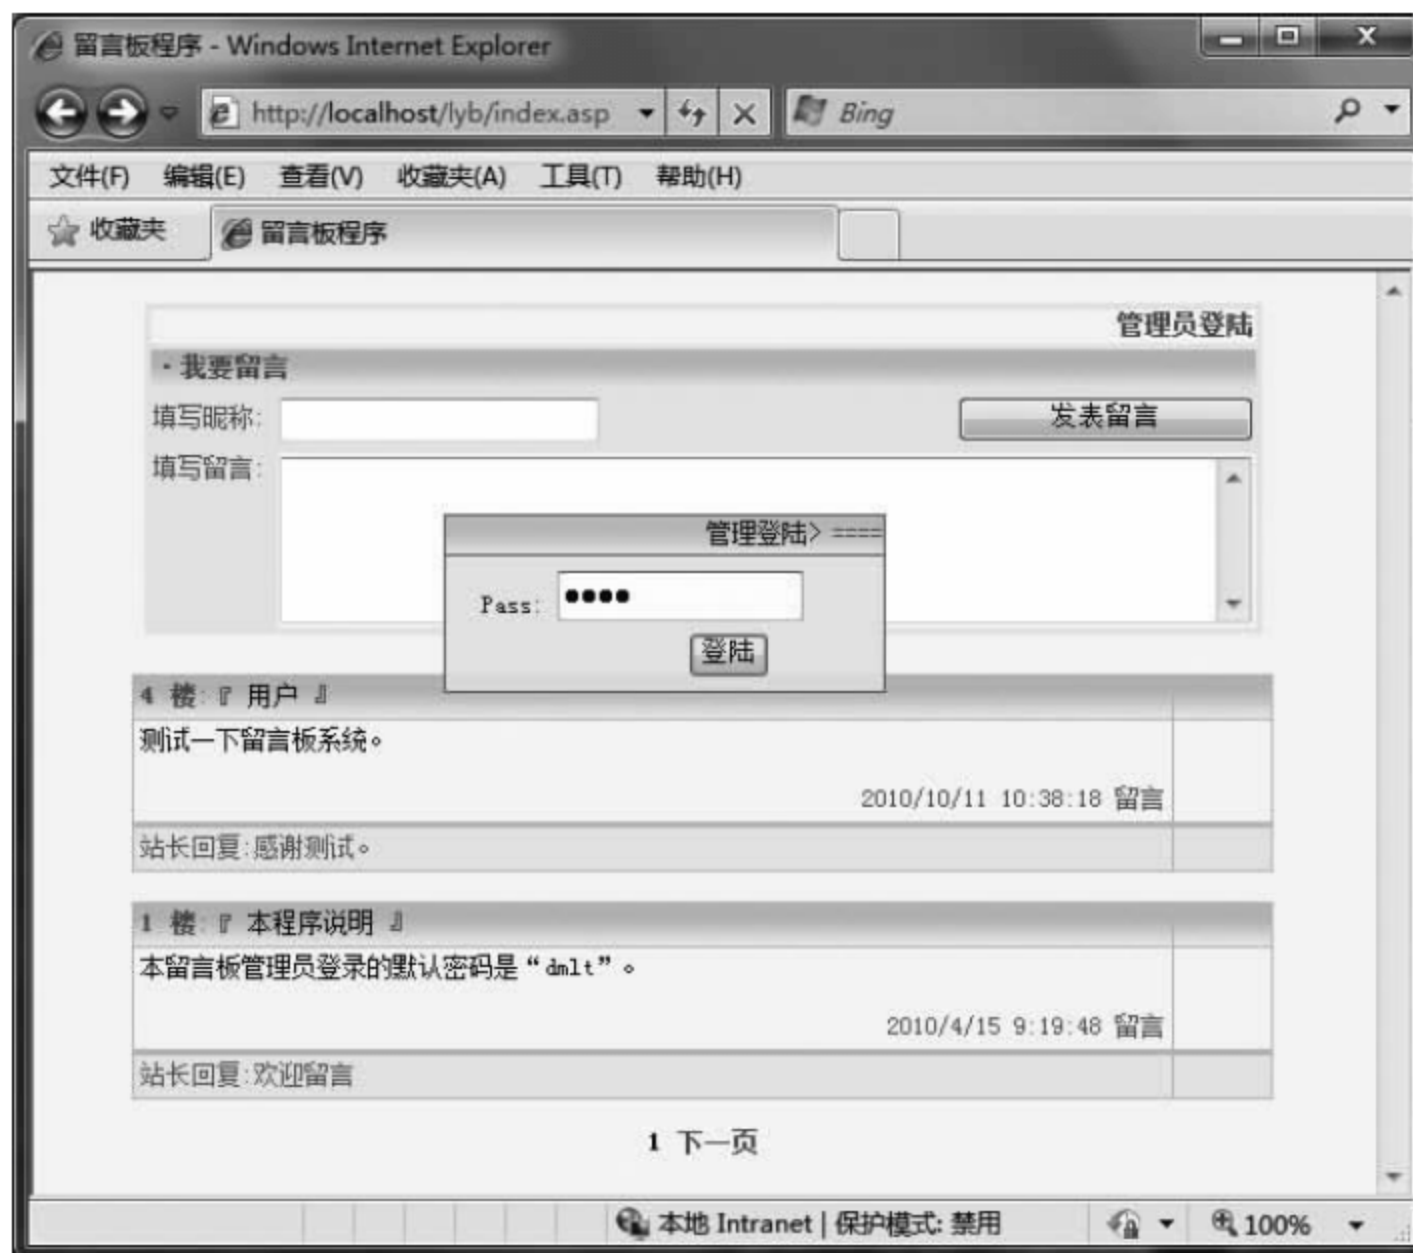 留言板程序 - Windows Internet Explorer
http://localhost/lyb/index.asp
Bing
文件(F) 编辑(E) 查看(V) 收藏夹(A) 工具(T) 帮助(H)
收藏夹 留言板程序
管理员登陆
·我要留言
填写昵称: 发表留言
填写留言:
管理登陆> ====
Pass: ●●●●
登陆
4 楼:『 用户 』
测试一下留言板系统。
2010/10/11 10:38:18 留言
站长回复:感谢测试。
1 楼:『 本程序说明 』
本留言板管理员登录的默认密码是“dmlt”。
2010/4/15 9:19:48 留言
站长回复:欢迎留言
1 下一页
本地 Intranet | 保护模式: 禁用 100%